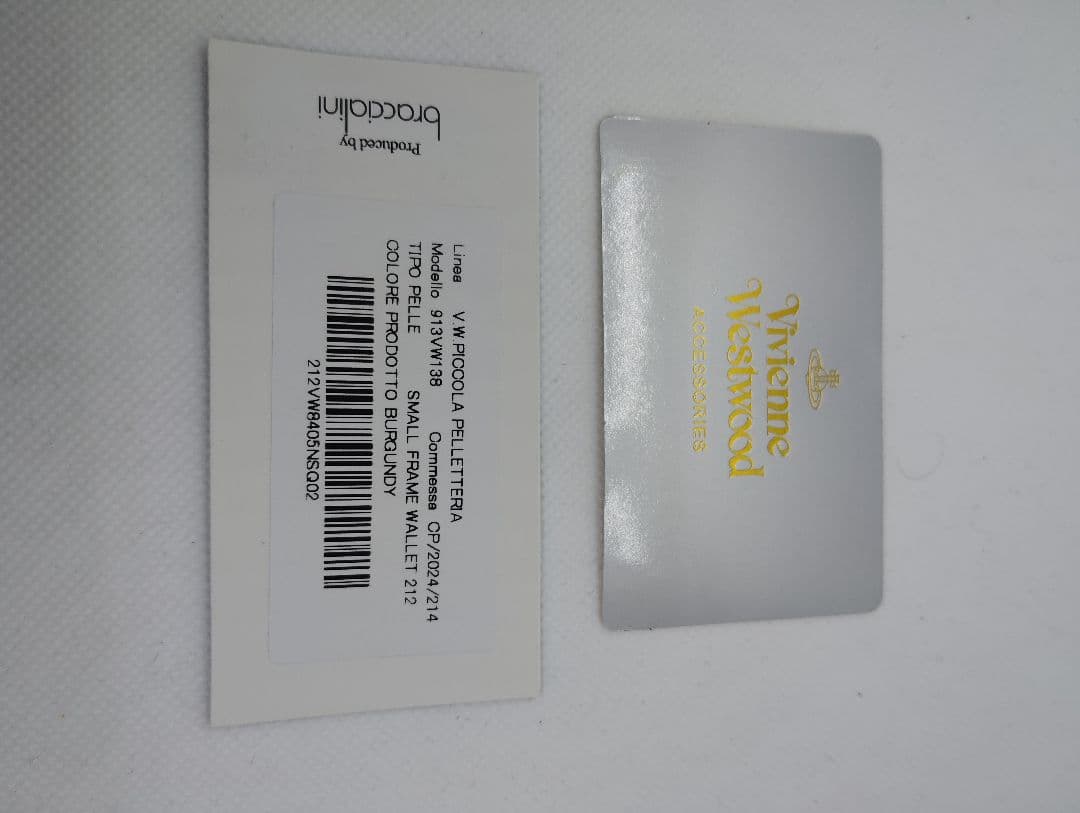 Produced by
braccialini
Linea V.W.PICCOLA PELLETTERIA
Modello 913VW138 Commessa CP/2024/214
TIPO PELLE SMALL FRAME WALLET 212
COLORE PRODOTTO BURGUNDY
212VW8405NSQ02
Vivienne
Westwood
ACCESSORIES